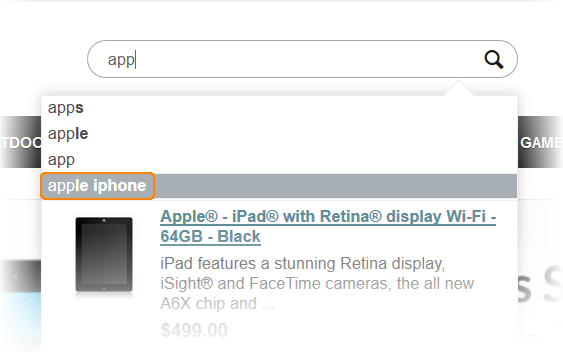 app
apps
apple
app
TDOO
GAME
apple iphone
Apple® - iPad® with Retina® display Wi-Fi -
64GB - Black
iPad features a stunning Retina display,
iSight® and FaceTime cameras, the all new
A6X chip and ...
$499.00
s S